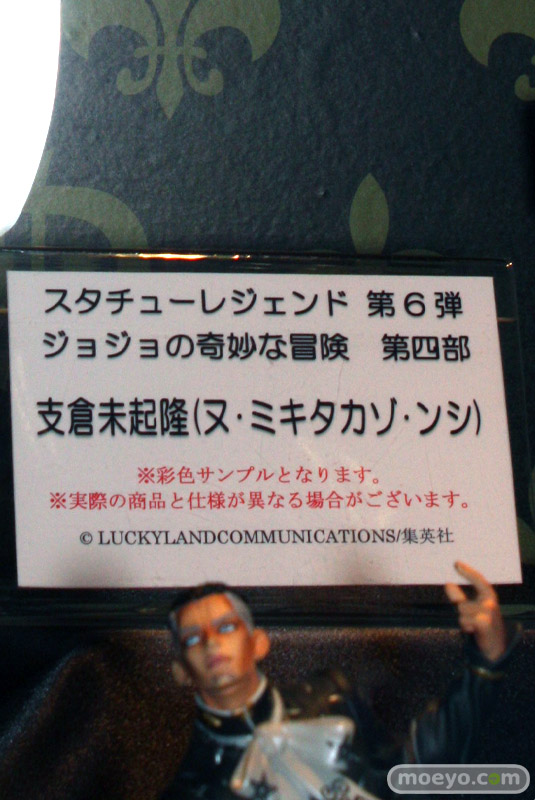 スタチューレジェンド 第6弾
ジョジョの奇妙な冒険 第四部
支倉未起隆(ヌ・ミキタカゾ・ンシ)
※彩色サンプルとなります。
※実際の商品と仕様が異なる場合がございます。
© LUCKYLANDCOMMUNICATIONS/集英社
moeyo.com